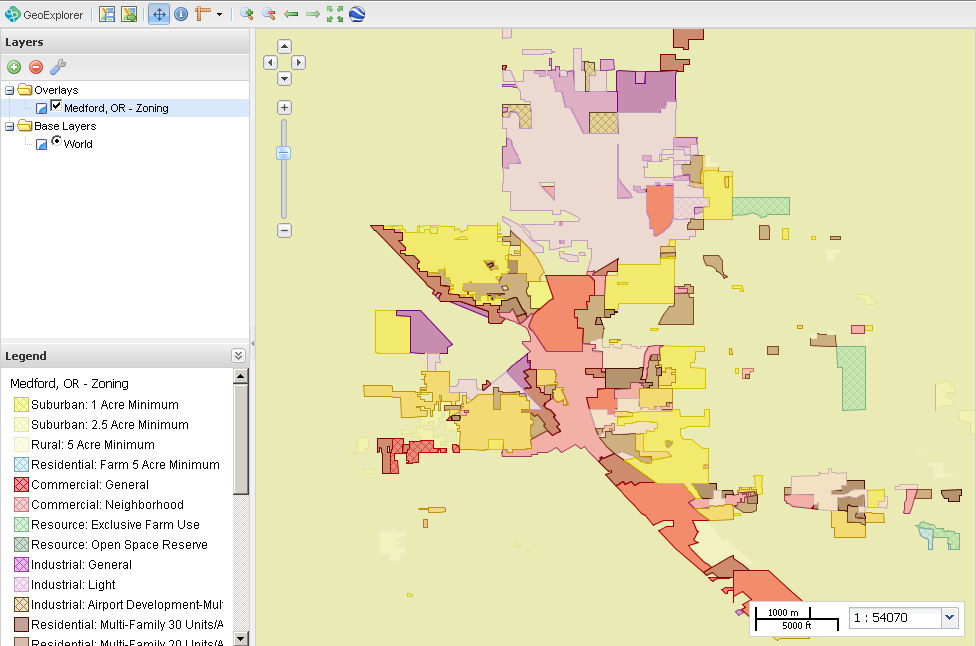 GeoExplorer
Layers
Overlays
Medford, OR - Zoning
Base Layers
World
Legend
Medford, OR - Zoning
Suburban: 1 Acre Minimum
Suburban: 2.5 Acre Minimum
Rural: 5 Acre Minimum
Residential: Farm 5 Acre Minimum
Commercial: General
Commercial: Neighborhood
Resource: Exclusive Farm Use
Resource: Open Space Reserve
Industrial: General
Industrial: Light
Industrial: Airport Development-Mul
Residential: Multi-Family 30 Units/A
Residential: Multi-Family 20 Units/A
1000 m
5000 ft
1 : 54070